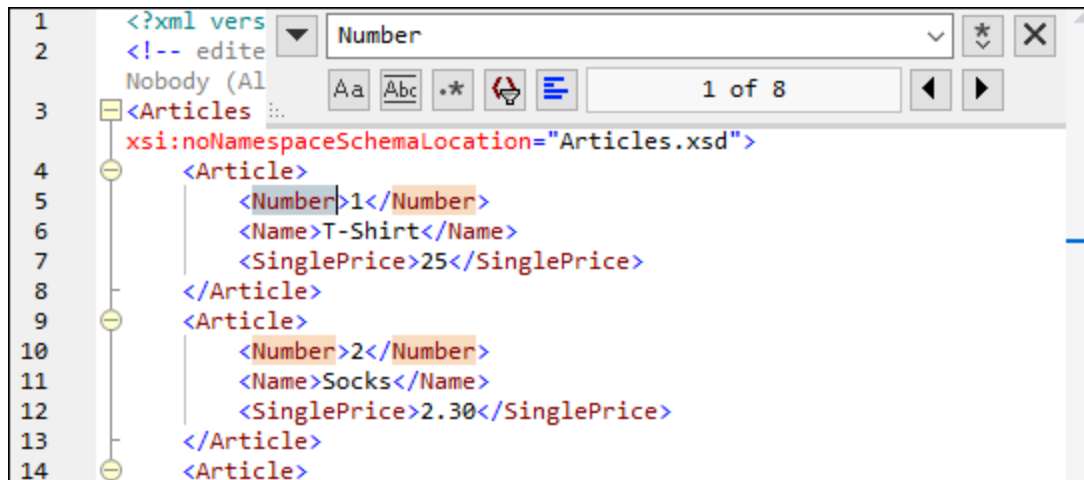 1 <?xml vers
2 <!-- edite
Nobody (Al
Number
Aa Abc .* 1 of 8
3 <Articles
xsi:noNamespaceSchemaLocation="Articles.xsd">
4 <Article>
5 <Number>1</Number>
6 <Name>T-Shirt</Name>
7 <SinglePrice>25</SinglePrice>
8 </Article>
9 <Article>
10 <Number>2</Number>
11 <Name>Socks</Name>
12 <SinglePrice>2.30</SinglePrice>
13 </Article>
14 <Article>